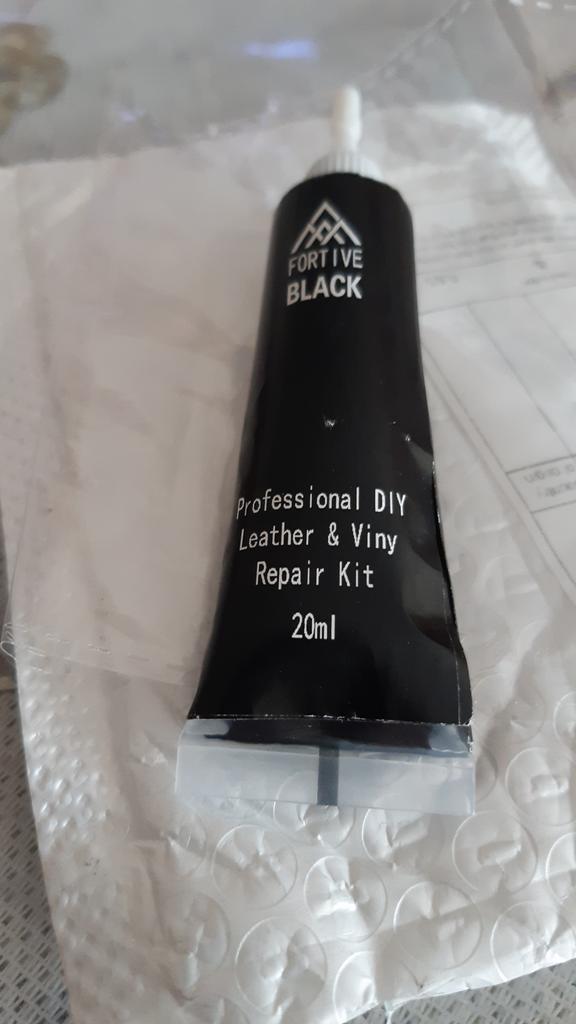 FORTIVE
BLACK
Professional DIY
Leather & Viny
Repair Kit
20ml